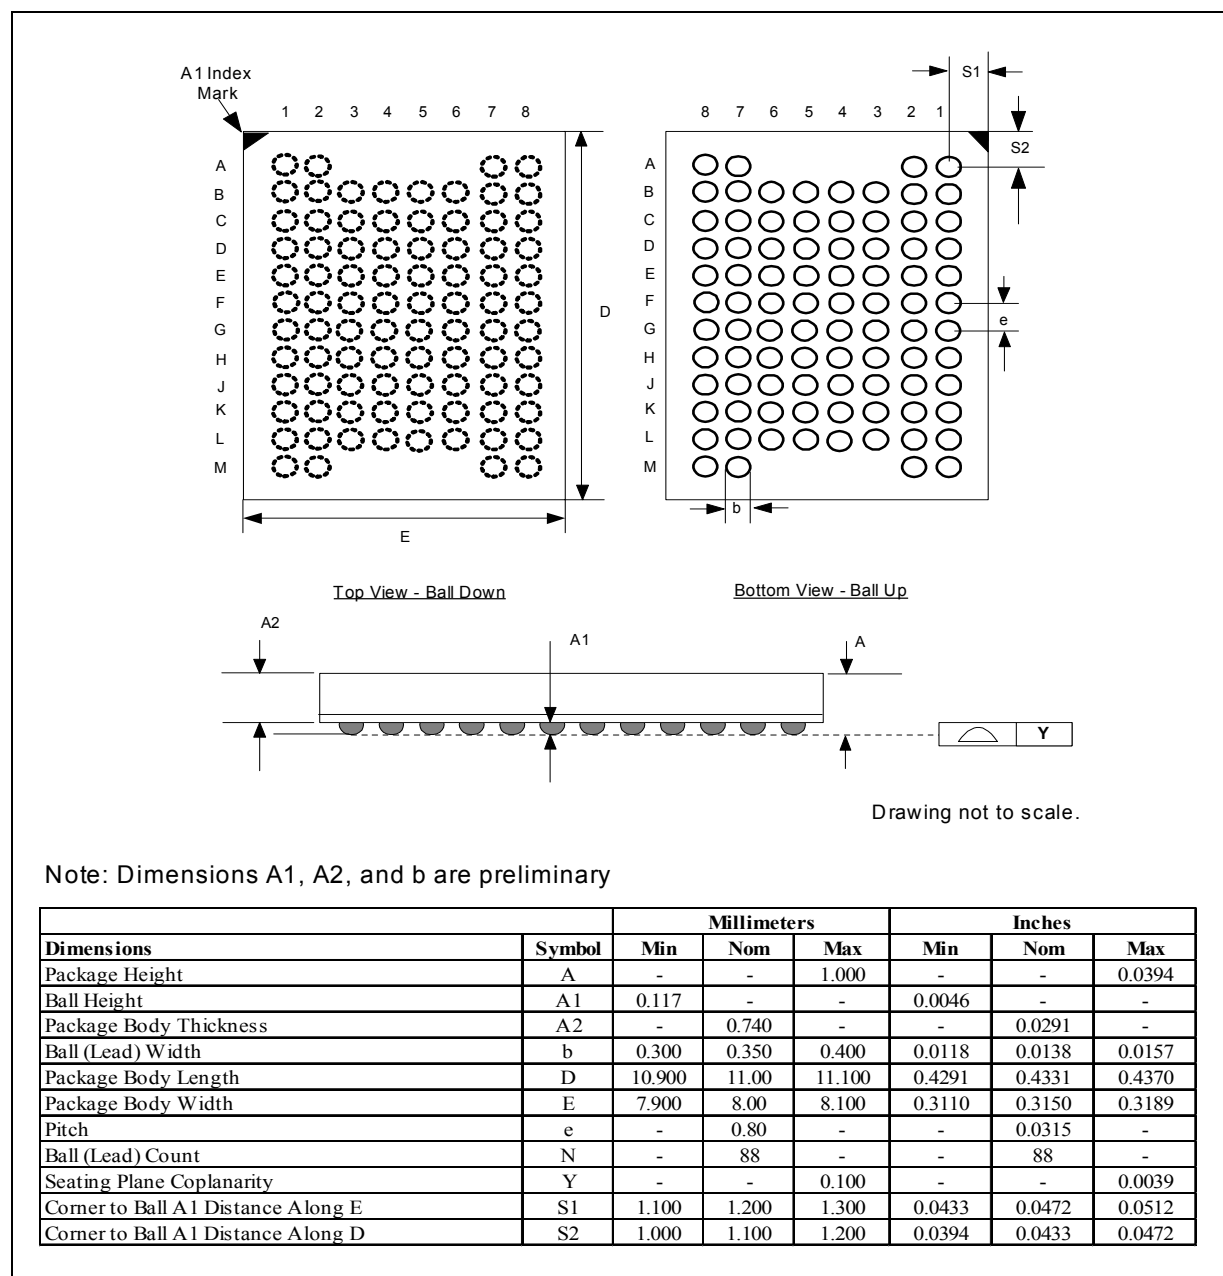 A1 Index
Mark
S1
1 2 3 4 5 6 7 8
8 7 6 5 4 3 2 1
S2
A
B
C
D
E
F
G
H
J
K
L
M
D
A
B
C
D
E
F
G
H
J
K
L
M
e
b
E
Top View - Ball Down
Bottom View - Ball Up
A2
A1
A
Y
Drawing not to scale.
Note: Dimensions A1, A2, and b are preliminary
Millimeters Inches
Dimensions Symbol Min Nom Max Min Nom Max
Package Height A - - 1.000 - - 0.0394
Ball Height A1 0.117 - - 0.0046 - -
Package Body Thickness A2 - 0.740 - - 0.0291 -
Ball (Lead) Width b 0.300 0.350 0.400 0.0118 0.0138 0.0157
Package Body Length D 10.900 11.00 11.100 0.4291 0.4331 0.4370
Package Body Width E 7.900 8.00 8.100 0.3110 0.3150 0.3189
Pitch e - 0.80 - - 0.0315 -
Ball (Lead) Count N - 88 - - 88 -
Seating Plane Coplanarity Y - - 0.100 - - 0.0039
Corner to Ball A1 Distance Along E S1 1.100 1.200 1.300 0.0433 0.0472 0.0512
Corner to Ball A1 Distance Along D S2 1.000 1.100 1.200 0.0394 0.0433 0.0472